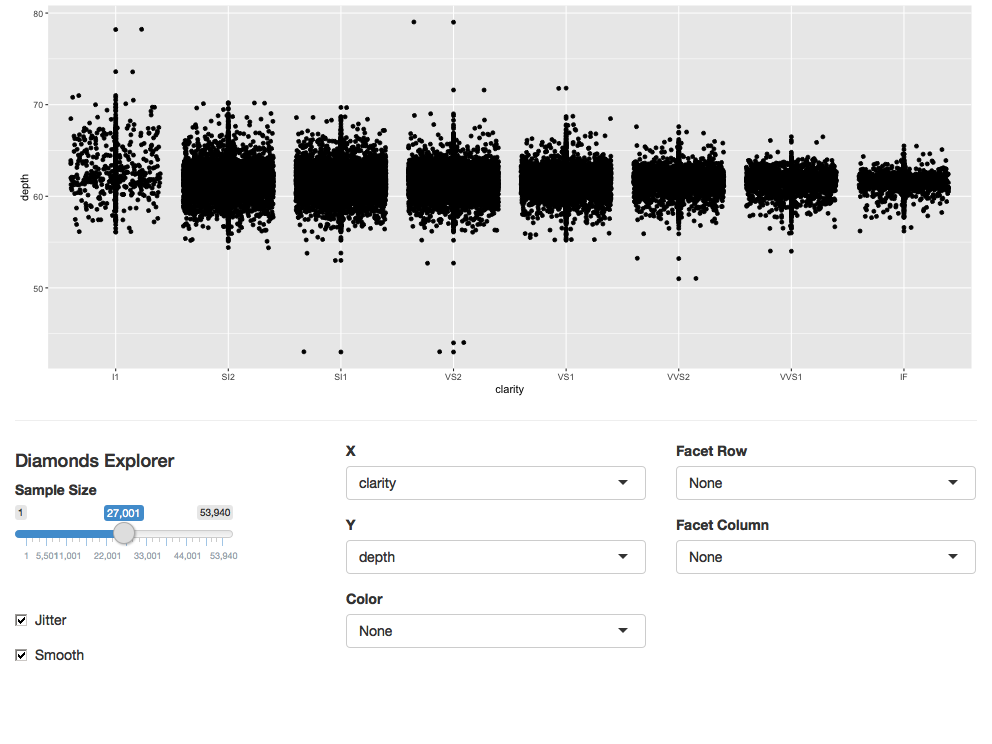 80
70
60
50
depth
I1 SI2 SI1 VS2 VS1 VVS2 VVS1 IF
clarity
Diamonds Explorer
Sample Size
1 27,001 53,940
1 5,50111,001 22,001 33,001 44,001 53,940
Jitter
Smooth
X
clarity
Y
depth
Color
None
Facet Row
None
Facet Column
None